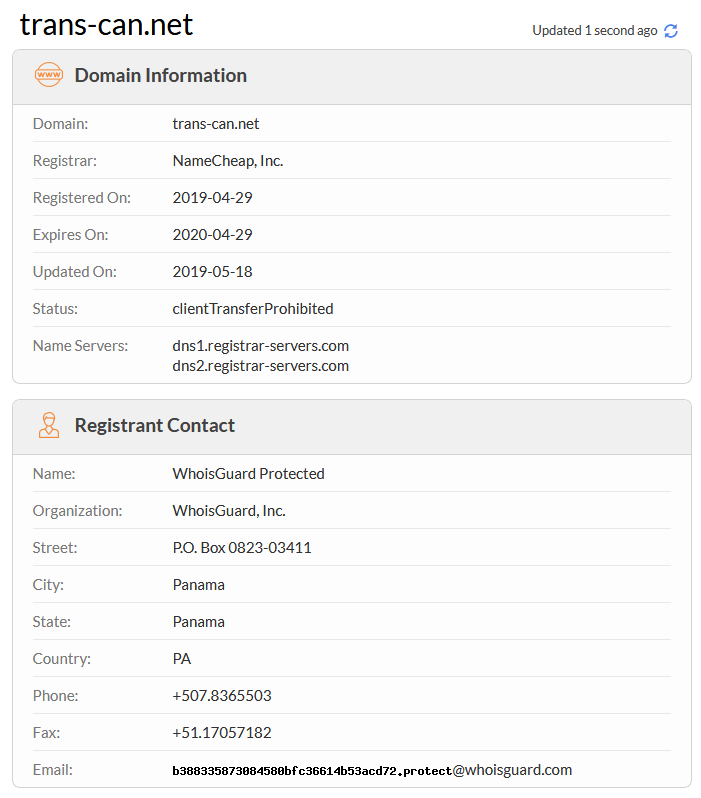 trans-can.net
Updated 1 second ago
www
Domain Information
Domain: trans-can.net
Registrar: NameCheap, Inc.
Registered On: 2019-04-29
Expires On: 2020-04-29
Updated On: 2019-05-18
Status: clientTransferProhibited
Name Servers: dns1.registrar-servers.com
dns2.registrar-servers.com
Registrant Contact
Name: WhoisGuard Protected
Organization: WhoisGuard, Inc.
Street: P.O. Box 0823-03411
City: Panama
State: Panama
Country: PA
Phone: +507.8365503
Fax: +51.17057182
Email: b388335873084580bfc36614b53acd72.protect@whoisguard.com